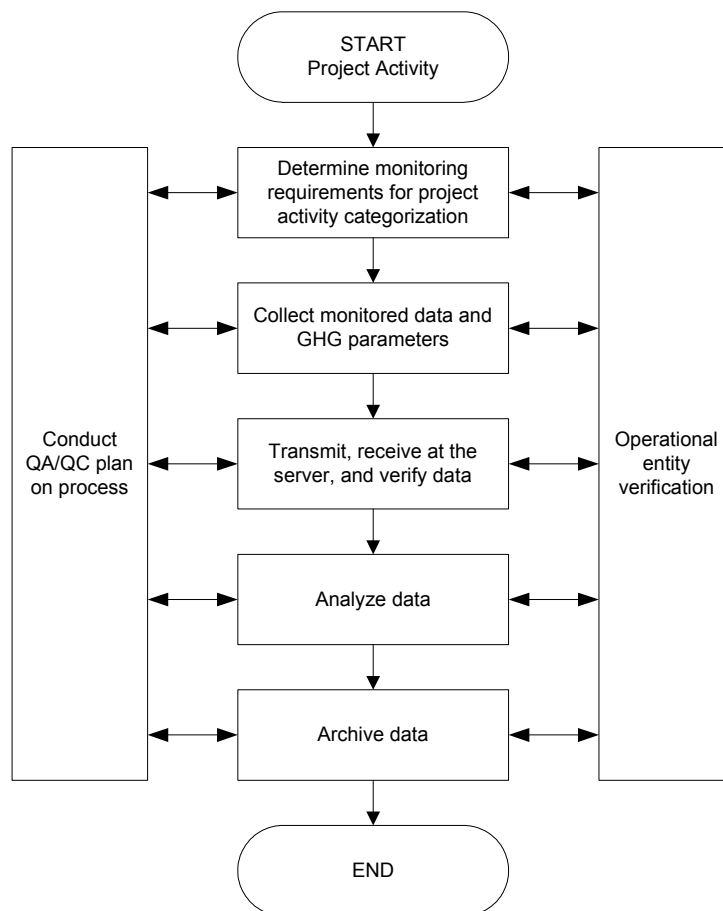 START
Project Activity
Determine monitoring
requirements for project
activity categorization
Collect monitored data and
GHG parameters
Conduct
QA/QC plan
on process
Transmit, receive at the
server, and verify data
Operational
entity
verification
Analyze data
Archive data
END